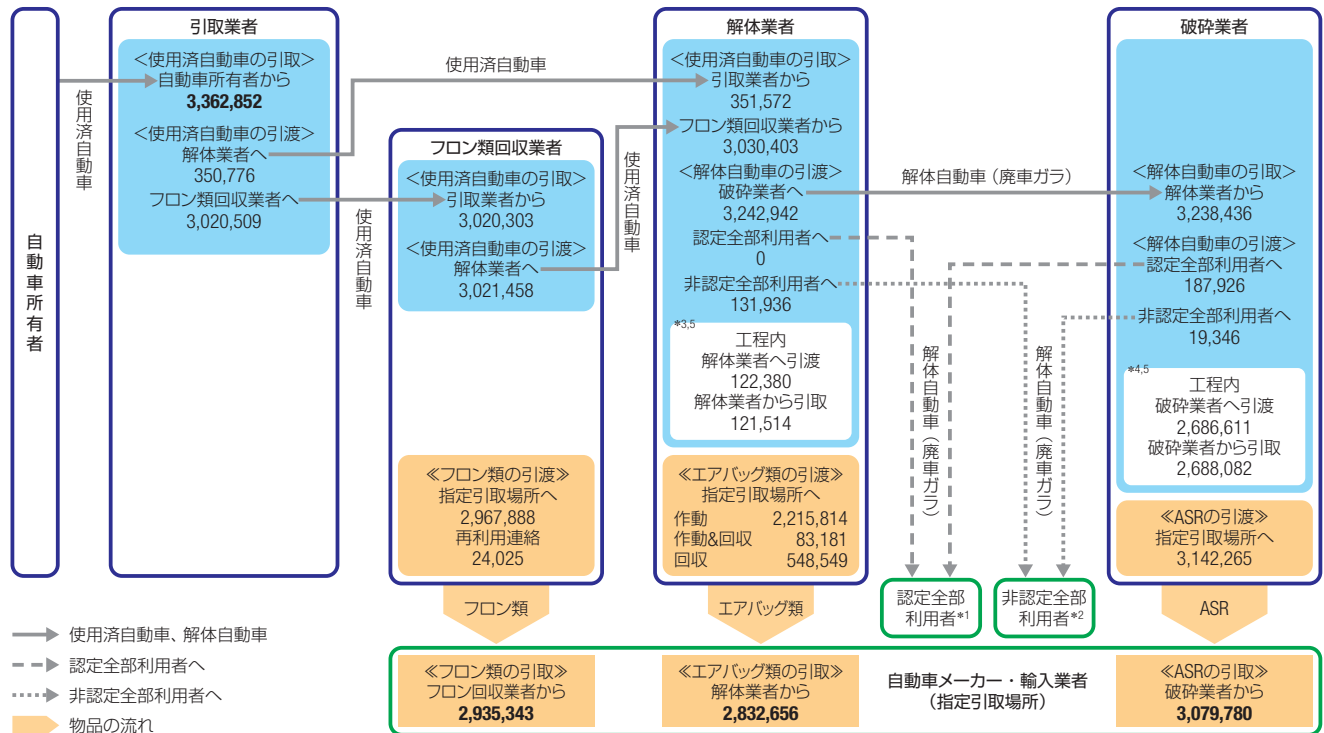 自動車所有者
使用済自動車
引取業者
<使用済自動車の引取>
自動車所有者から
3,362,852
<使用済自動車の引渡>
解体業者へ
350,776
フロン類回収業者へ
3,020,509
使用済自動車
使用済自動車
フロン類回収業者
<使用済自動車の引取>
引取業者から
3,020,303
<使用済自動車の引渡>
解体業者へ
3,021,458
≪フロン類の引渡≫
指定引取場所へ
2,967,888
再利用連絡
24,025
フロン類
使用済自動車
解体業者
<使用済自動車の引取>
引取業者から
351,572
フロン類回収業者から
3,030,403
<解体自動車の引渡>
破砕業者へ
3,242,942
認定全部利用者へ
0
非認定全部利用者へ
131,936
*3,5
工程内
解体業者へ引渡
122,380
解体業者から引取
121,514
≪エアバッグ類の引渡≫
指定引取場所へ
作動 2,215,814
作動&回収 83,181
回収 548,549
エアバッグ類
解体自動車（廃車ガラ）
解体自動車（廃車ガラ）
解体自動車（廃車ガラ）
認定全部
利用者*1
非認定全部
利用者*2
破砕業者
<解体自動車の引取>
解体業者から
3,238,436
<解体自動車の引渡>
認定全部利用者へ
187,926
非認定全部利用者へ
19,346
*4,5
工程内
破砕業者へ引渡
2,686,611
破砕業者から引取
2,688,082
≪ASRの引渡≫
指定引取場所へ
3,142,265
ASR
使用済自動車、解体自動車
認定全部利用者へ
非認定全部利用者へ
物品の流れ
≪フロン類の引取≫
フロン回収業者から
2,935,343
≪エアバッグ類の引取≫
解体業者から
2,832,656
自動車メーカー・輸入業者
（指定引取場所）
≪ASRの引取≫
破砕業者から
3,079,780